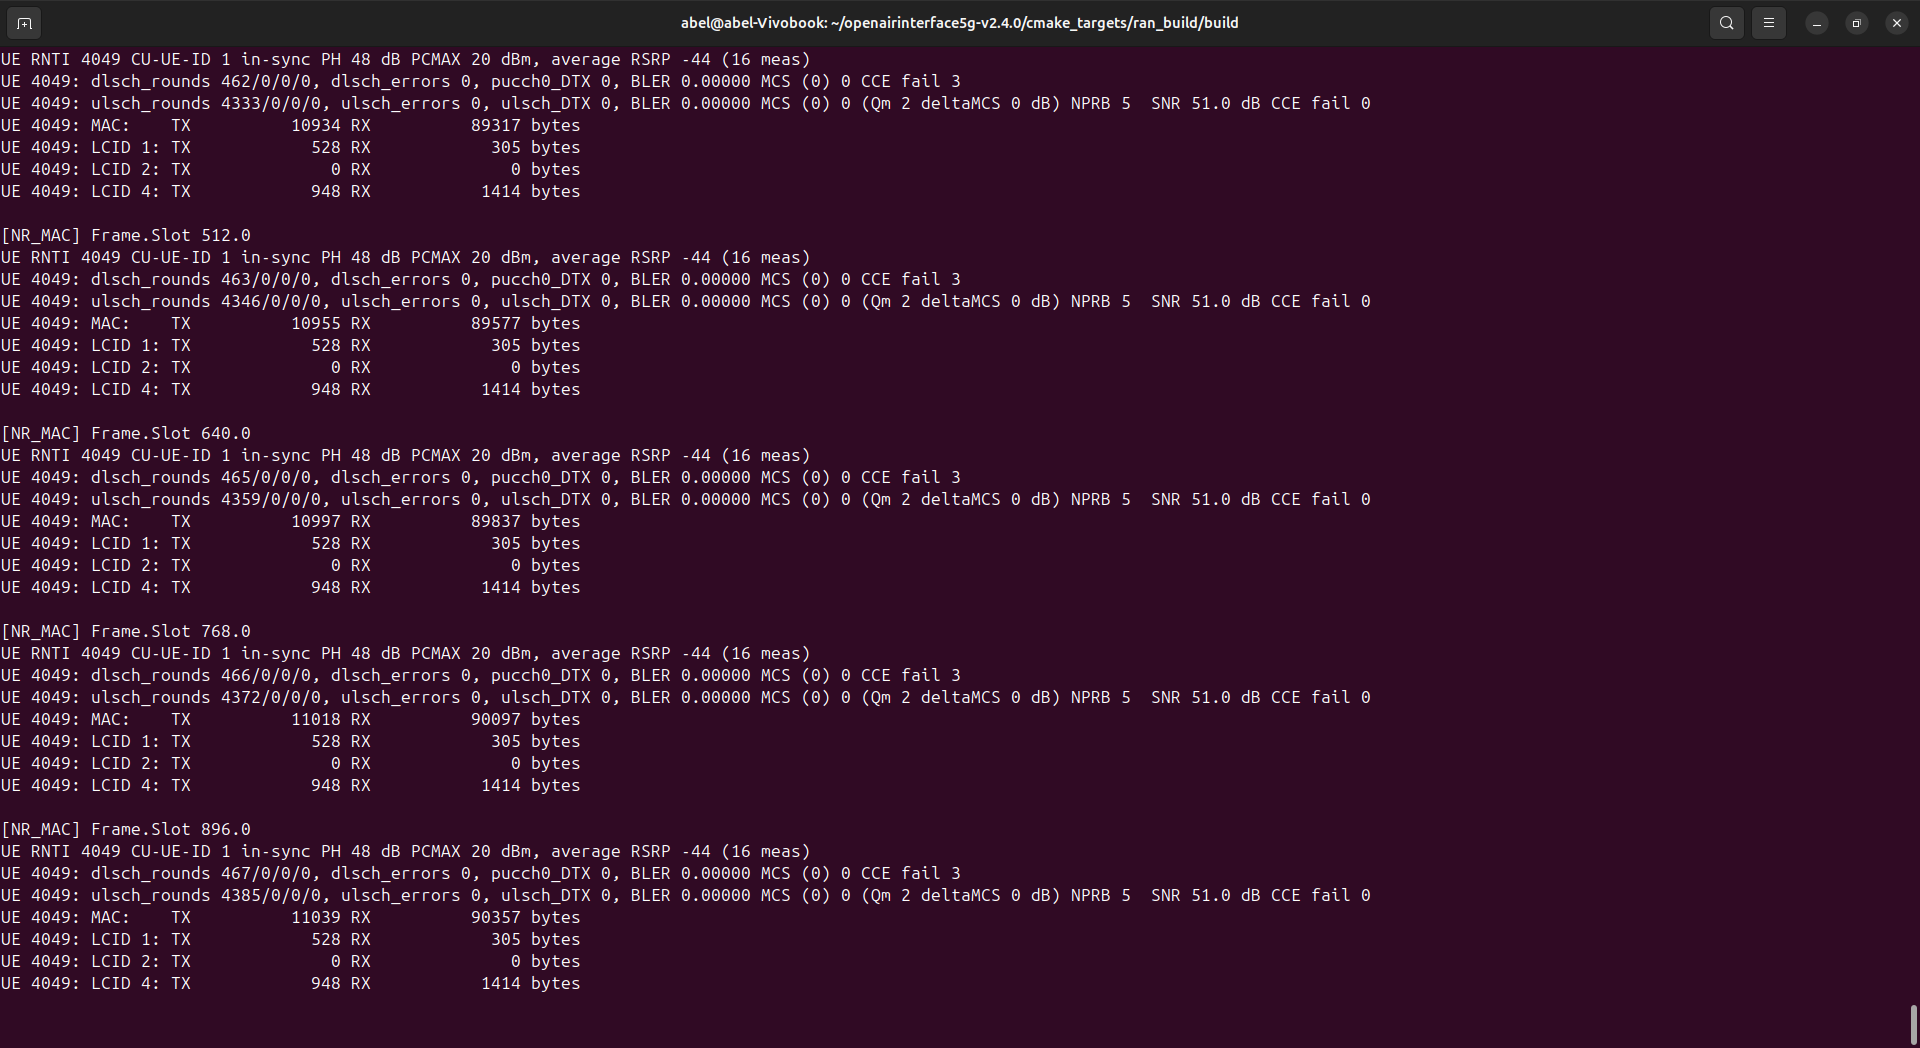 abel@abel-Vivobook: ~/openairinterface5g-v2.4.0/cmake_targets/ran_build/build
UE RNTI 4049 CU-UE-ID 1 in-sync PH 48 dB PCMAX 20 dBm, average RSRP -44 (16 meas)
UE 4049: dlsch_rounds 462/0/0/0, dlsch_errors 0, pucch0_DTX 0, BLER 0.00000 MCS (0) 0 CCE fail 3
UE 4049: ulsch_rounds 4333/0/0/0, ulsch_errors 0, ulsch_DTX 0, BLER 0.00000 MCS (0) 0 (Qm 2 deltaMCS 0 dB) NPRB 5  SNR 51.0 dB CCE fail 0
UE 4049: MAC:    TX          10934 RX          89317 bytes
UE 4049: LCID 1: TX            528 RX            305 bytes
UE 4049: LCID 2: TX              0 RX              0 bytes
UE 4049: LCID 4: TX            948 RX           1414 bytes
[NR_MAC] Frame.Slot 512.0
UE RNTI 4049 CU-UE-ID 1 in-sync PH 48 dB PCMAX 20 dBm, average RSRP -44 (16 meas)
UE 4049: dlsch_rounds 463/0/0/0, dlsch_errors 0, pucch0_DTX 0, BLER 0.00000 MCS (0) 0 CCE fail 3
UE 4049: ulsch_rounds 4346/0/0/0, ulsch_errors 0, ulsch_DTX 0, BLER 0.00000 MCS (0) 0 (Qm 2 deltaMCS 0 dB) NPRB 5  SNR 51.0 dB CCE fail 0
UE 4049: MAC:    TX          10955 RX          89577 bytes
UE 4049: LCID 1: TX            528 RX            305 bytes
UE 4049: LCID 2: TX              0 RX              0 bytes
UE 4049: LCID 4: TX            948 RX           1414 bytes
[NR_MAC] Frame.Slot 640.0
UE RNTI 4049 CU-UE-ID 1 in-sync PH 48 dB PCMAX 20 dBm, average RSRP -44 (16 meas)
UE 4049: dlsch_rounds 465/0/0/0, dlsch_errors 0, pucch0_DTX 0, BLER 0.00000 MCS (0) 0 CCE fail 3
UE 4049: ulsch_rounds 4359/0/0/0, ulsch_errors 0, ulsch_DTX 0, BLER 0.00000 MCS (0) 0 (Qm 2 deltaMCS 0 dB) NPRB 5  SNR 51.0 dB CCE fail 0
UE 4049: MAC:    TX          10997 RX          89837 bytes
UE 4049: LCID 1: TX            528 RX            305 bytes
UE 4049: LCID 2: TX              0 RX              0 bytes
UE 4049: LCID 4: TX            948 RX           1414 bytes
[NR_MAC] Frame.Slot 768.0
UE RNTI 4049 CU-UE-ID 1 in-sync PH 48 dB PCMAX 20 dBm, average RSRP -44 (16 meas)
UE 4049: dlsch_rounds 466/0/0/0, dlsch_errors 0, pucch0_DTX 0, BLER 0.00000 MCS (0) 0 CCE fail 3
UE 4049: ulsch_rounds 4372/0/0/0, ulsch_errors 0, ulsch_DTX 0, BLER 0.00000 MCS (0) 0 (Qm 2 deltaMCS 0 dB) NPRB 5  SNR 51.0 dB CCE fail 0
UE 4049: MAC:    TX          11018 RX          90097 bytes
UE 4049: LCID 1: TX            528 RX            305 bytes
UE 4049: LCID 2: TX              0 RX              0 bytes
UE 4049: LCID 4: TX            948 RX           1414 bytes
[NR_MAC] Frame.Slot 896.0
UE RNTI 4049 CU-UE-ID 1 in-sync PH 48 dB PCMAX 20 dBm, average RSRP -44 (16 meas)
UE 4049: dlsch_rounds 467/0/0/0, dlsch_errors 0, pucch0_DTX 0, BLER 0.00000 MCS (0) 0 CCE fail 3
UE 4049: ulsch_rounds 4385/0/0/0, ulsch_errors 0, ulsch_DTX 0, BLER 0.00000 MCS (0) 0 (Qm 2 deltaMCS 0 dB) NPRB 5  SNR 51.0 dB CCE fail 0
UE 4049: MAC:    TX          11039 RX          90357 bytes
UE 4049: LCID 1: TX            528 RX            305 bytes
UE 4049: LCID 2: TX              0 RX              0 bytes
UE 4049: LCID 4: TX            948 RX           1414 bytes